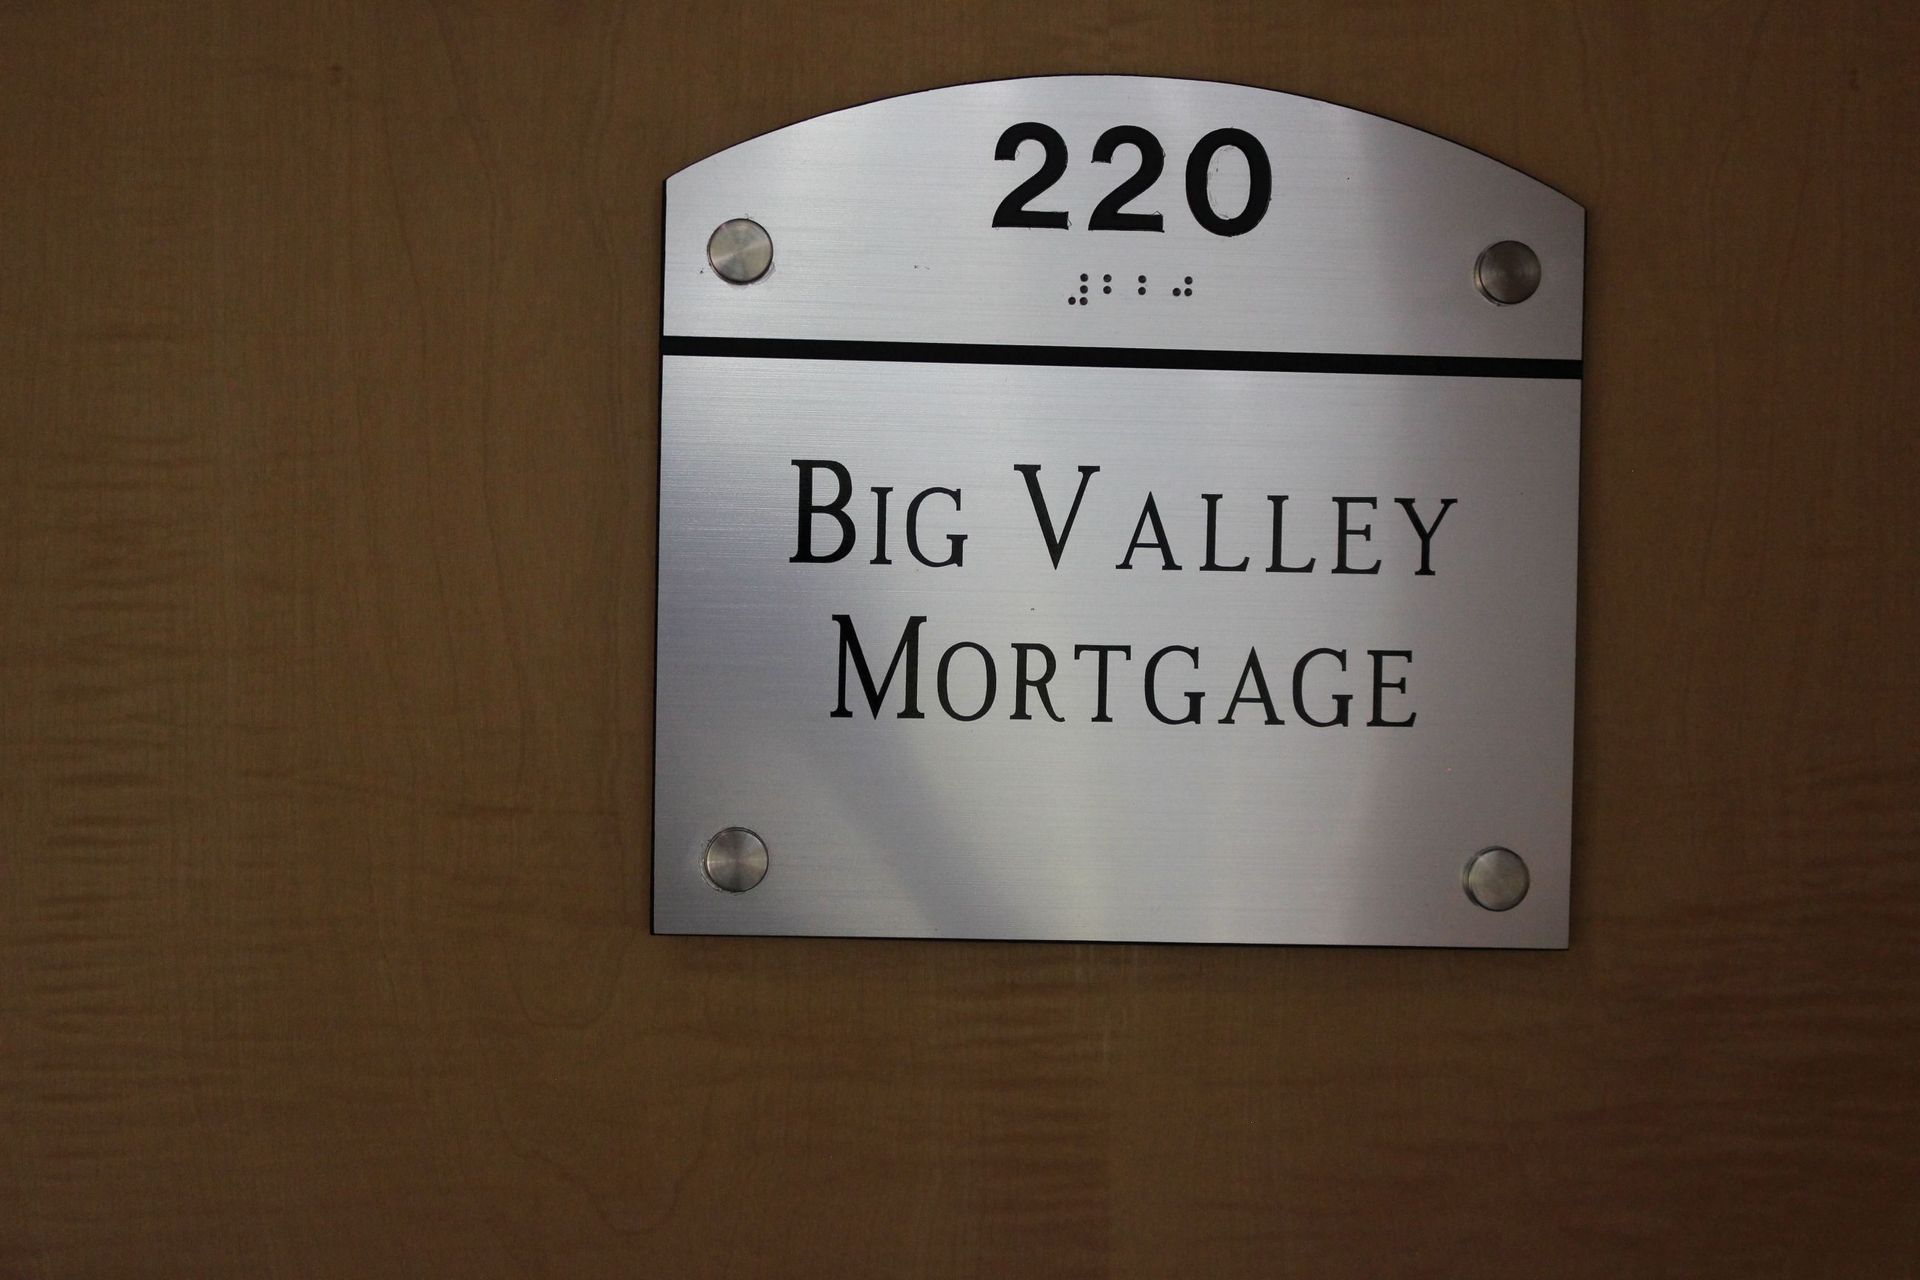 220
⠼⠃⠃⠚
BIG VALLEY
MORTGAGE